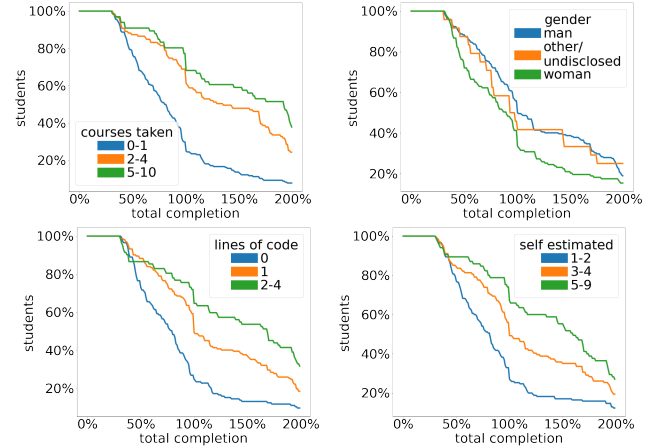 100%
80%
60%
40%
20%
students
courses taken
0-1
2-4
5-10
0% 50% 100% 150% 200%
total completion
100%
80%
60%
40%
20%
students
gender
man
other/
undisclosed
woman
0% 50% 100% 150% 200%
total completion
100%
80%
60%
40%
20%
students
lines of code
0
1
2-4
0% 50% 100% 150% 200%
total completion
100%
80%
60%
40%
20%
students
self estimated
1-2
3-4
5-9
0% 50% 100% 150% 200%
total completion